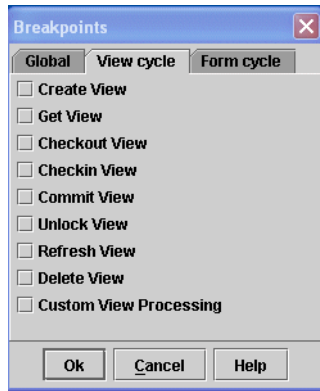 Breakpoints
Global View cycle Form cycle
Create View
Get View
Checkout View
Checkin View
Commit View
Unlock View
Refresh View
Delete View
Custom View Processing
Ok Cancel Help